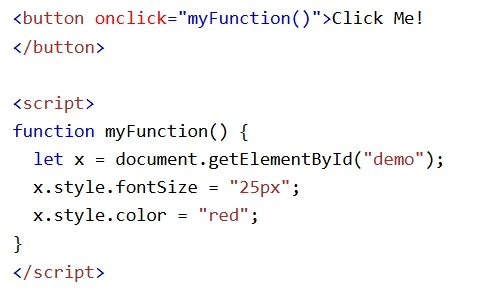 <button onclick="myFunction()">Click Me!
</button>
<script>
function myFunction() {
let x = document.getElementById("demo");
x.style.fontSize = "25px";
x.style.color = "red";
}
</script>